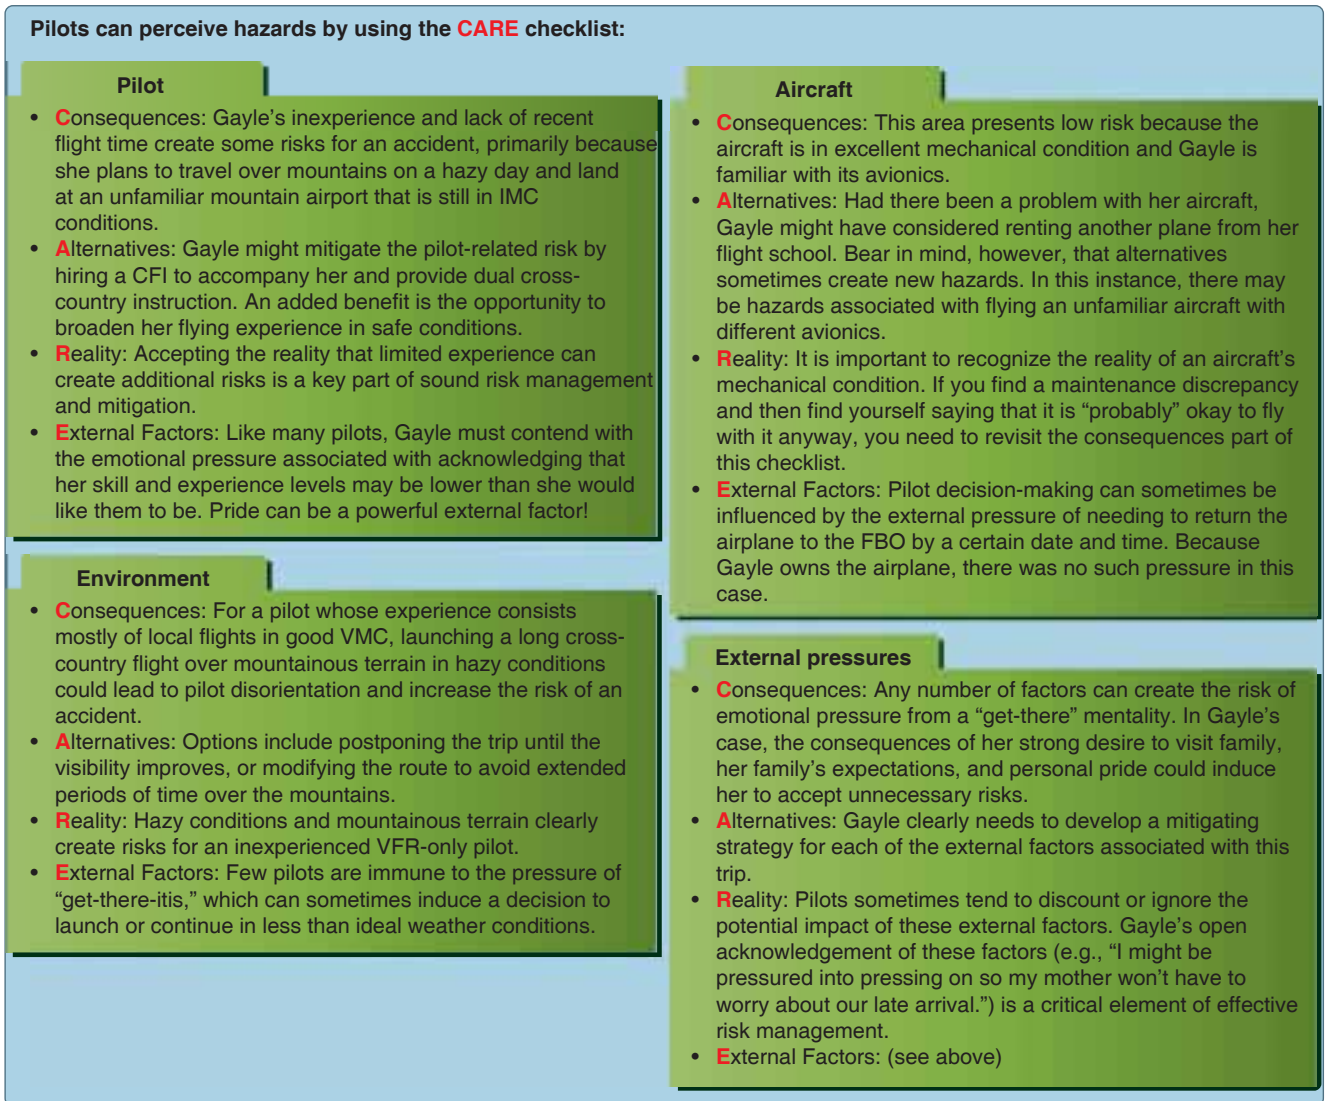 Pilots can perceive hazards by using the CARE checklist:
Pilot
• Consequences: Gayle’s inexperience and lack of recent
flight time create some risks for an accident, primarily because
she plans to travel over mountains on a hazy day and land
at an unfamiliar mountain airport that is still in IMC
conditions.
• Alternatives: Gayle might mitigate the pilot-related risk by
hiring a CFI to accompany her and provide dual cross-
country instruction. An added benefit is the opportunity to
broaden her flying experience in safe conditions.
• Reality: Accepting the reality that limited experience can
create additional risks is a key part of sound risk management
and mitigation.
• External Factors: Like many pilots, Gayle must contend with
the emotional pressure associated with acknowledging that
her skill and experience levels may be lower than she would
like them to be. Pride can be a powerful external factor!
Environment
• Consequences: For a pilot whose experience consists
mostly of local flights in good VMC, launching a long cross-
country flight over mountainous terrain in hazy conditions
could lead to pilot disorientation and increase the risk of an
accident.
• Alternatives: Options include postponing the trip until the
visibility improves, or modifying the route to avoid extended
periods of time over the mountains.
• Reality: Hazy conditions and mountainous terrain clearly
create risks for an inexperienced VFR-only pilot.
• External Factors: Few pilots are immune to the pressure of
“get-there-itis,” which can sometimes induce a decision to
launch or continue in less than ideal weather conditions.
Aircraft
• Consequences: This area presents low risk because the
aircraft is in excellent mechanical condition and Gayle is
familiar with its avionics.
• Alternatives: Had there been a problem with her aircraft,
Gayle might have considered renting another plane from her
flight school. Bear in mind, however, that alternatives
sometimes create new hazards. In this instance, there may
be hazards associated with flying an unfamiliar aircraft with
different avionics.
• Reality: It is important to recognize the reality of an aircraft’s
mechanical condition. If you find a maintenance discrepancy
and then find yourself saying that it is “probably” okay to fly
with it anyway, you need to revisit the consequences part of
this checklist.
• External Factors: Pilot decision-making can sometimes be
influenced by the external pressure of needing to return the
airplane to the FBO by a certain date and time. Because
Gayle owns the airplane, there was no such pressure in this
case.
External pressures
• Consequences: Any number of factors can create the risk of
emotional pressure from a “get-there” mentality. In Gayle’s
case, the consequences of her strong desire to visit family,
her family’s expectations, and personal pride could induce
her to accept unnecessary risks.
• Alternatives: Gayle clearly needs to develop a mitigating
strategy for each of the external factors associated with this
trip.
• Reality: Pilots sometimes tend to discount or ignore the
potential impact of these external factors. Gayle’s open
acknowledgement of these factors (e.g., “I might be
pressured into pressing on so my mother won’t have to
worry about our late arrival.”) is a critical element of effective
risk management.
• External Factors: (see above)